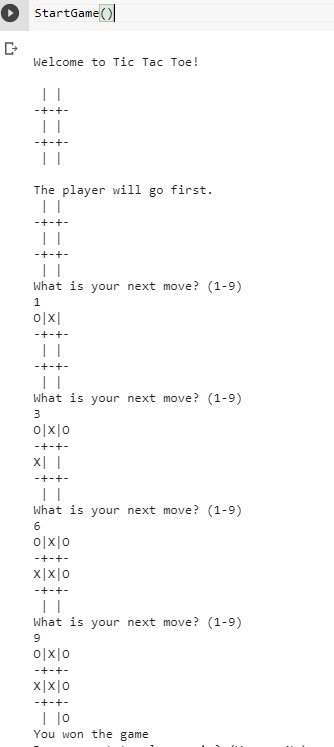 StartGame()
Welcome to Tic Tac Toe!
 | |
-+-+-
 | |
-+-+-
 | |
The player will go first.
 | |
-+-+-
 | |
-+-+-
 | |
What is your next move? (1-9)
1
O|X|
-+-+-
 | |
-+-+-
 | |
What is your next move? (1-9)
3
O|X|O
-+-+-
X| |
-+-+-
 | |
What is your next move? (1-9)
6
O|X|O
-+-+-
X|X|O
-+-+-
 | |
What is your next move? (1-9)
9
O|X|O
-+-+-
X|X|O
-+-+-
 | |O
You won the game